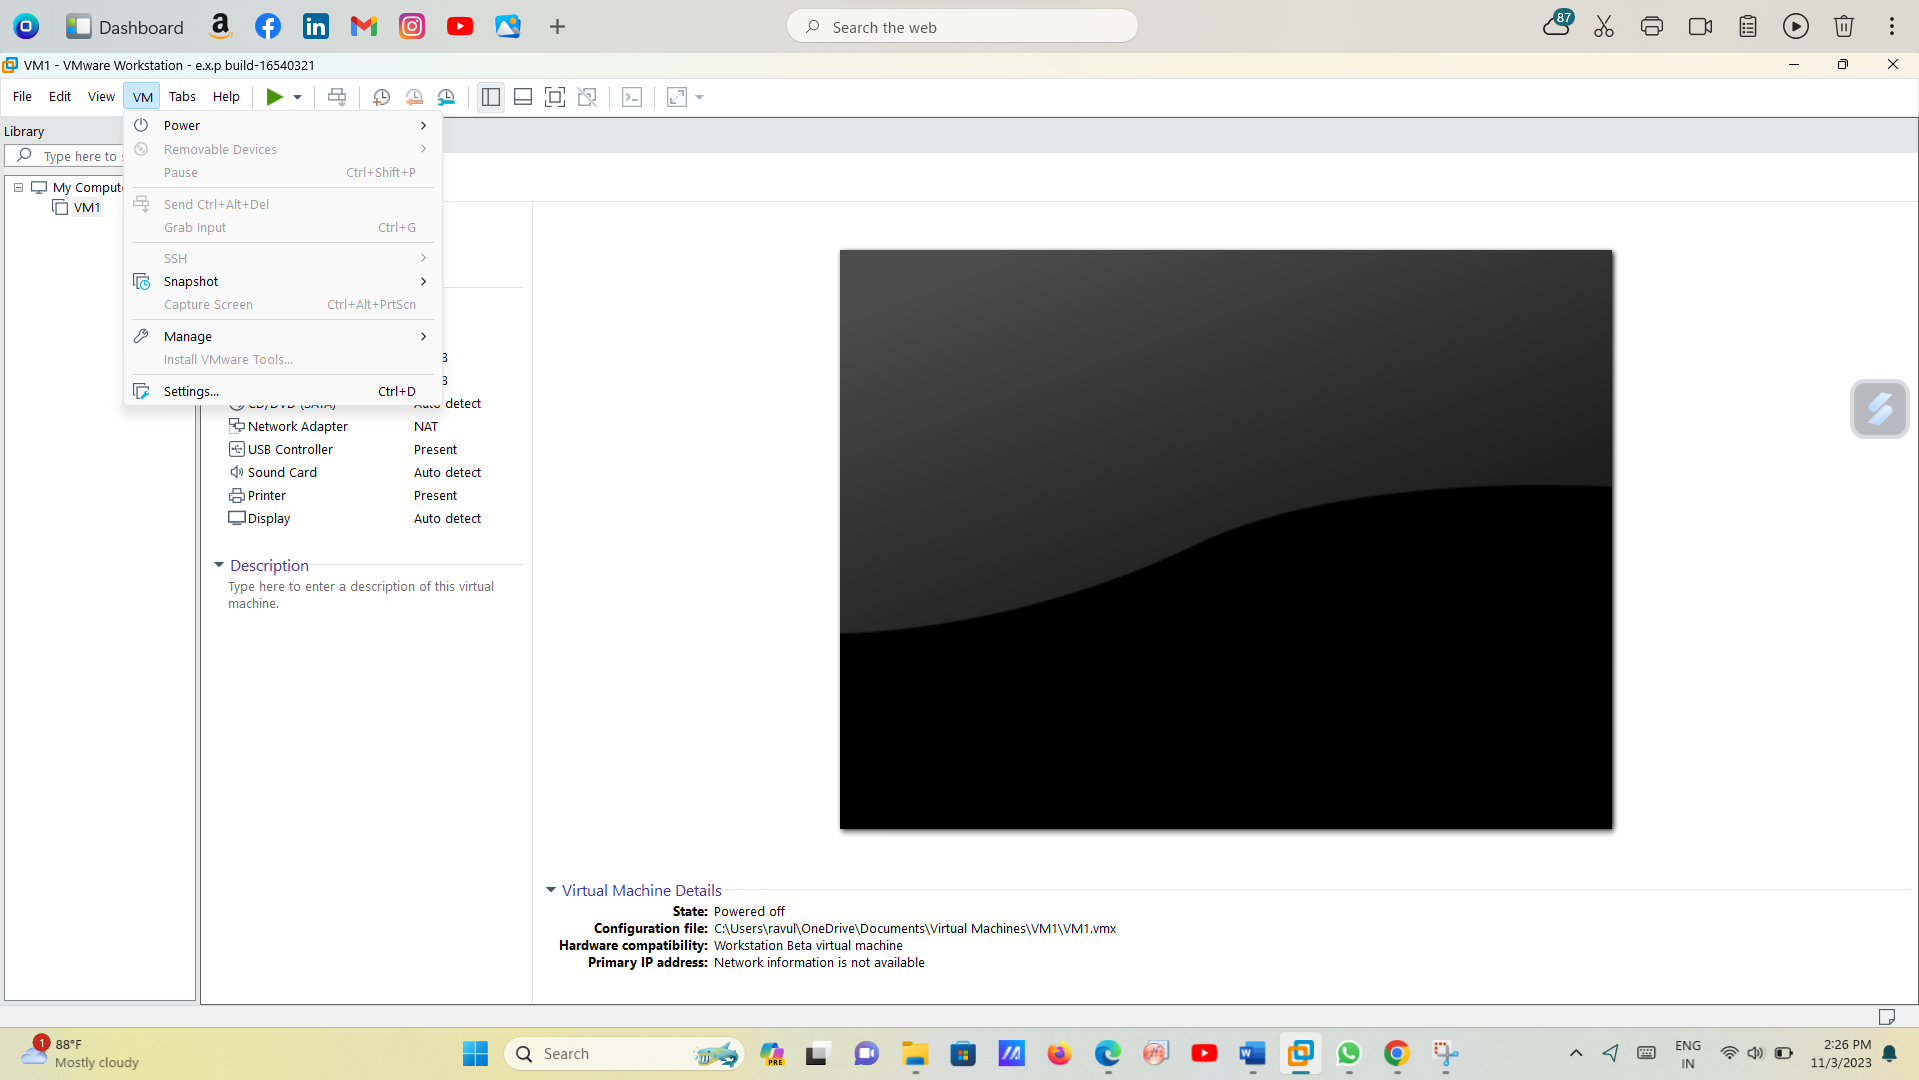 Dashboard
Search the web
87
VM1 - VMware Workstation - e.x.p build-16540321
File Edit View VM Tabs Help
Library
Type here to s
My Compute
VM1
Power
Removable Devices
Pause Ctrl+Shift+P
Send Ctrl+Alt+Del
Grab Input Ctrl+G
SSH
Snapshot
Capture Screen Ctrl+Alt+PrtScn
Manage
Install VMware Tools...
Settings... Ctrl+D
CD/DVD (SATA) Auto detect
Network Adapter NAT
USB Controller Present
Sound Card Auto detect
Printer Present
Display Auto detect
Description
Type here to enter a description of this virtual
machine.
Virtual Machine Details
State: Powered off
Configuration file: C:\Users\ravul\OneDrive\Documents\Virtual Machines\VM1\VM1.vmx
Hardware compatibility: Workstation Beta virtual machine
Primary IP address: Network information is not available
1
88°F
Mostly cloudy
Search
PRE
ENG
IN
2:26 PM
11/3/2023